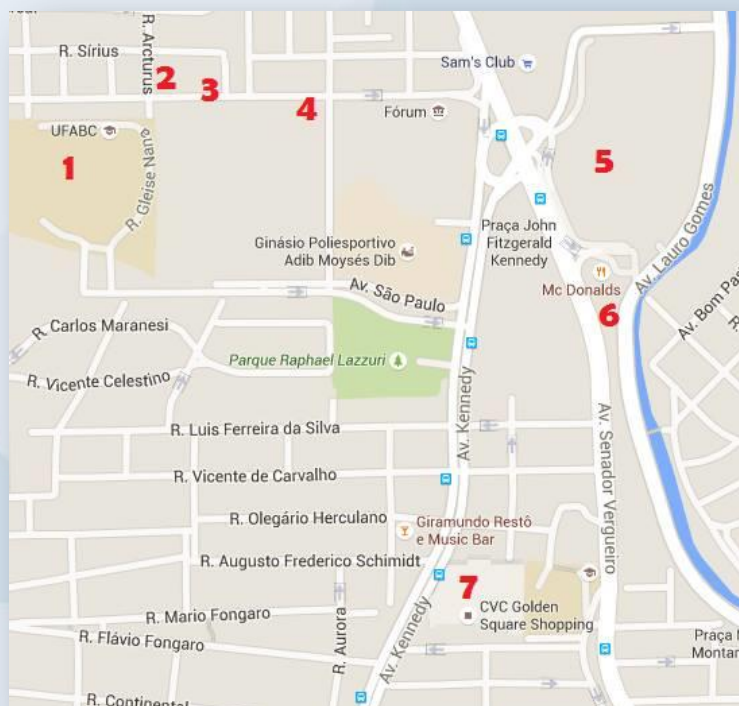 R. Sírius
R. Arcturus
2
3
4
Sam's Club
Fórum
UFABC
1
R. Gleise Nana
5
Praça John
Fitzgerald
Kennedy
Av. Lauro Gomes
Ginásio Poliesportivo
Adib Moysés Dib
Mc Donalds
6
Av. São Paulo
R. Carlos Maranesi
Av. Bom Pas
Parque Raphael Lazzuri
R. Vicente Celestino
Av. Kennedy
R. Luis Ferreira da Silva
Av. Senador Vergueiro
R. Vicente de Carvalho
R. Olegário Herculano
Giramundo Restô
e Music Bar
R. Augusto Frederico Schimidt
7
CVC Golden
Square Shopping
R. Mario Fongaro
R. Aurora
Av. Kennedy
R. Flávio Fongaro
Praça
Montan
R. Continental